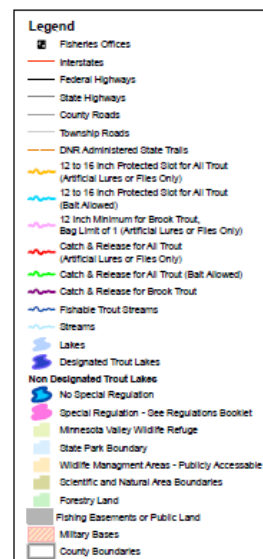 Legend
Fisheries Offices
Interstates
Federal Highways
State Highways
County Roads
Township Roads
DNR Administered State Trails
12 to 16 Inch Protected Slot for All Trout
(Artificial Lures or Flies Only)
12 to 16 Inch Protected Slot for All Trout
(Bait Allowed)
12 Inch Minimum for Brook Trout,
Bag Limit of 1 (Artificial Lures or Flies Only)
Catch & Release for All Trout
(Artificial Lures or Flies Only)
Catch & Release for All Trout (Bait Allowed)
Catch & Release for Brook Trout
Fishable Trout Streams
Streams
Lakes
Designated Trout Lakes
Non Designated Trout Lakes
No Special Regulation
Special Regulation - See Regulations Booklet
Minnesota Valley Wildlife Refuge
State Park Boundary
Wildlife Managment Areas - Publicly Accessable
Scientific and Natural Area Boundaries
Forestry Land
Fishing Easements or Public Land
Military Bases
County Boundaries